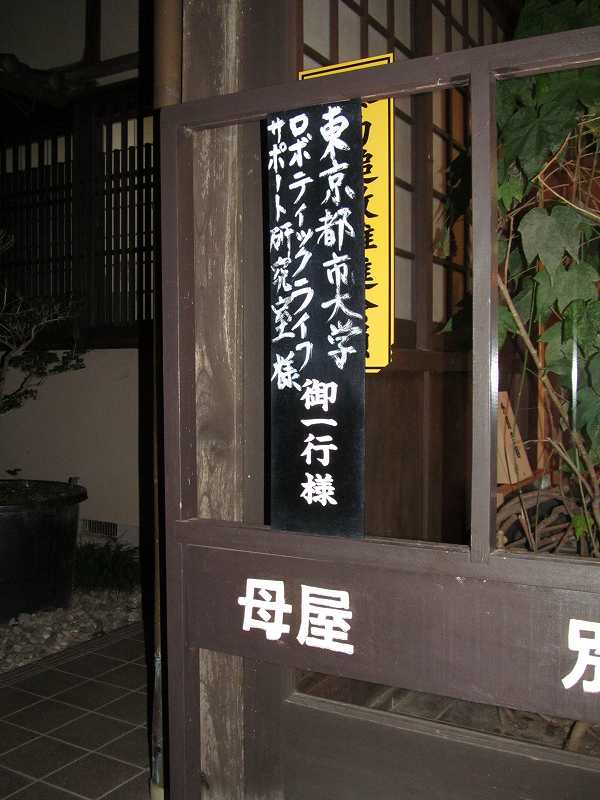 東京都市大学
ロボティックライフ
サポート研究室様
御一行様
母屋
別